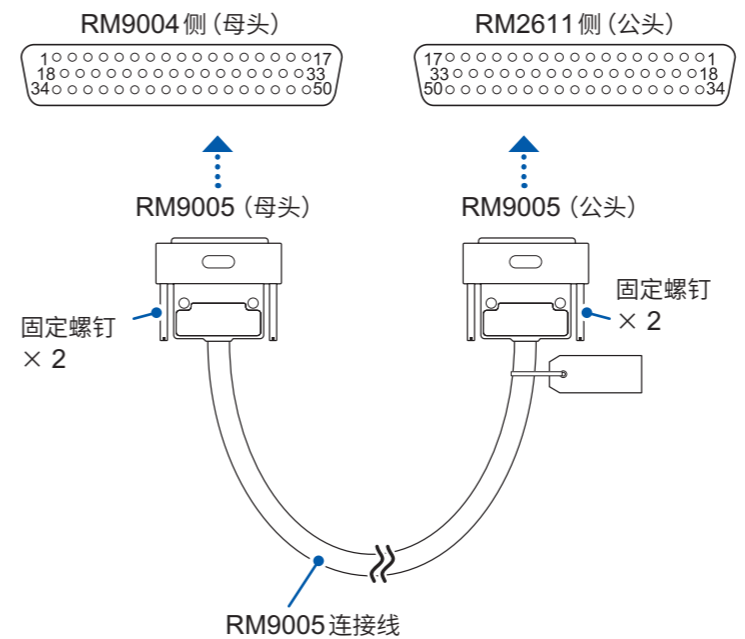 RM9004侧（母头）
RM2611侧（公头）
1 17
18 33
34 50
17 1
33 18
50 34
RM9005（母头）
RM9005（公头）
固定螺钉
× 2
固定螺钉
× 2
RM9005连接线